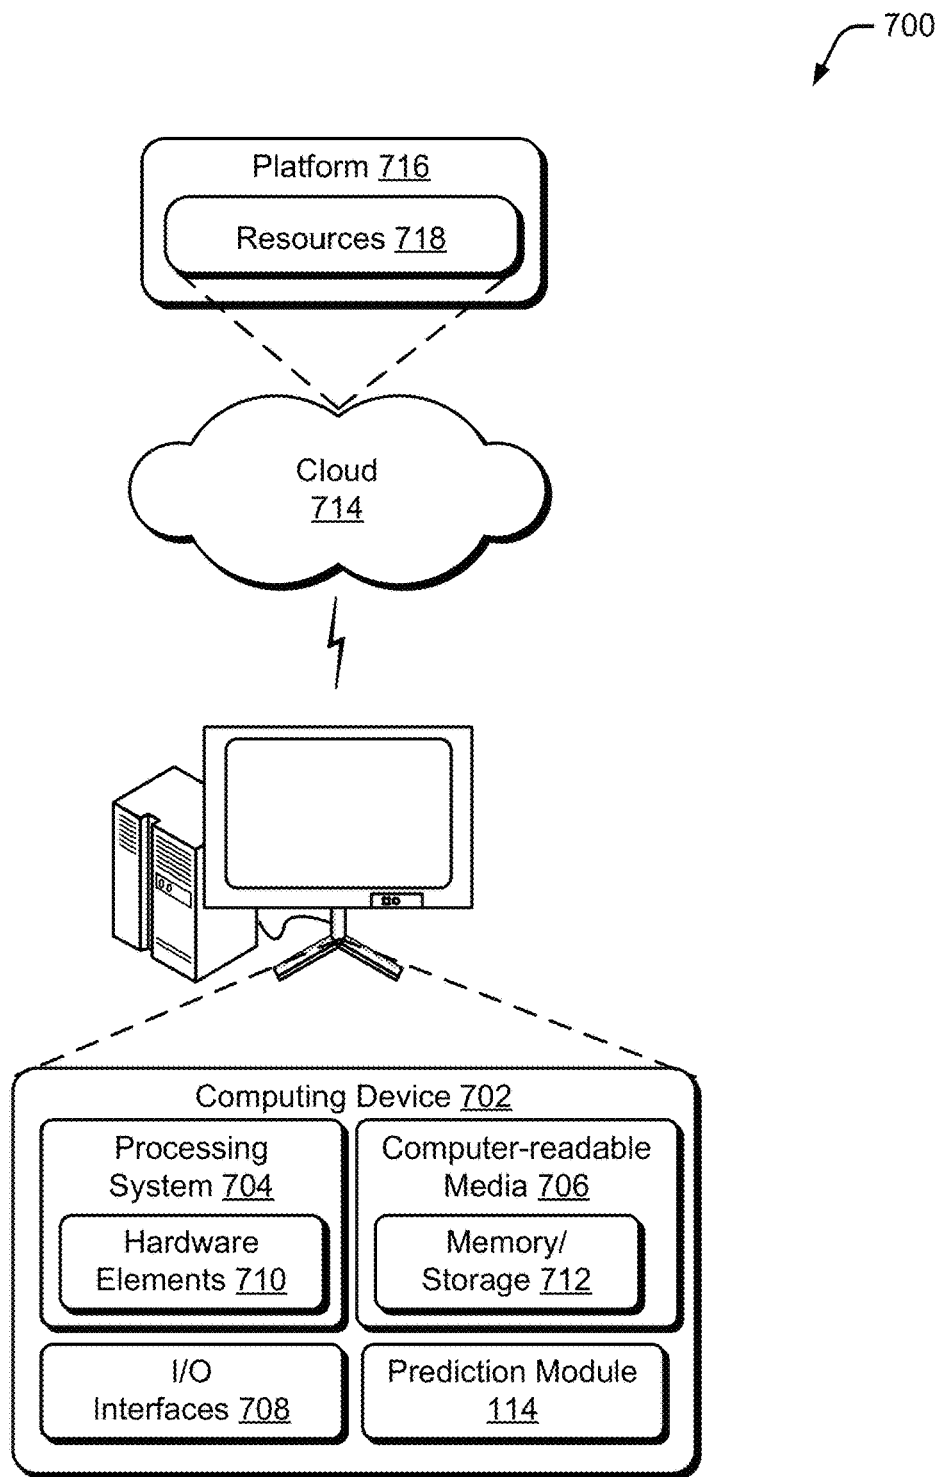 700
Platform 716
Resources 718
Cloud
714
Computing Device 702
Processing
System 704
Hardware
Elements 710
Computer-readable
Media 706
Memory/
Storage 712
I/O
Interfaces 708
Prediction Module
114